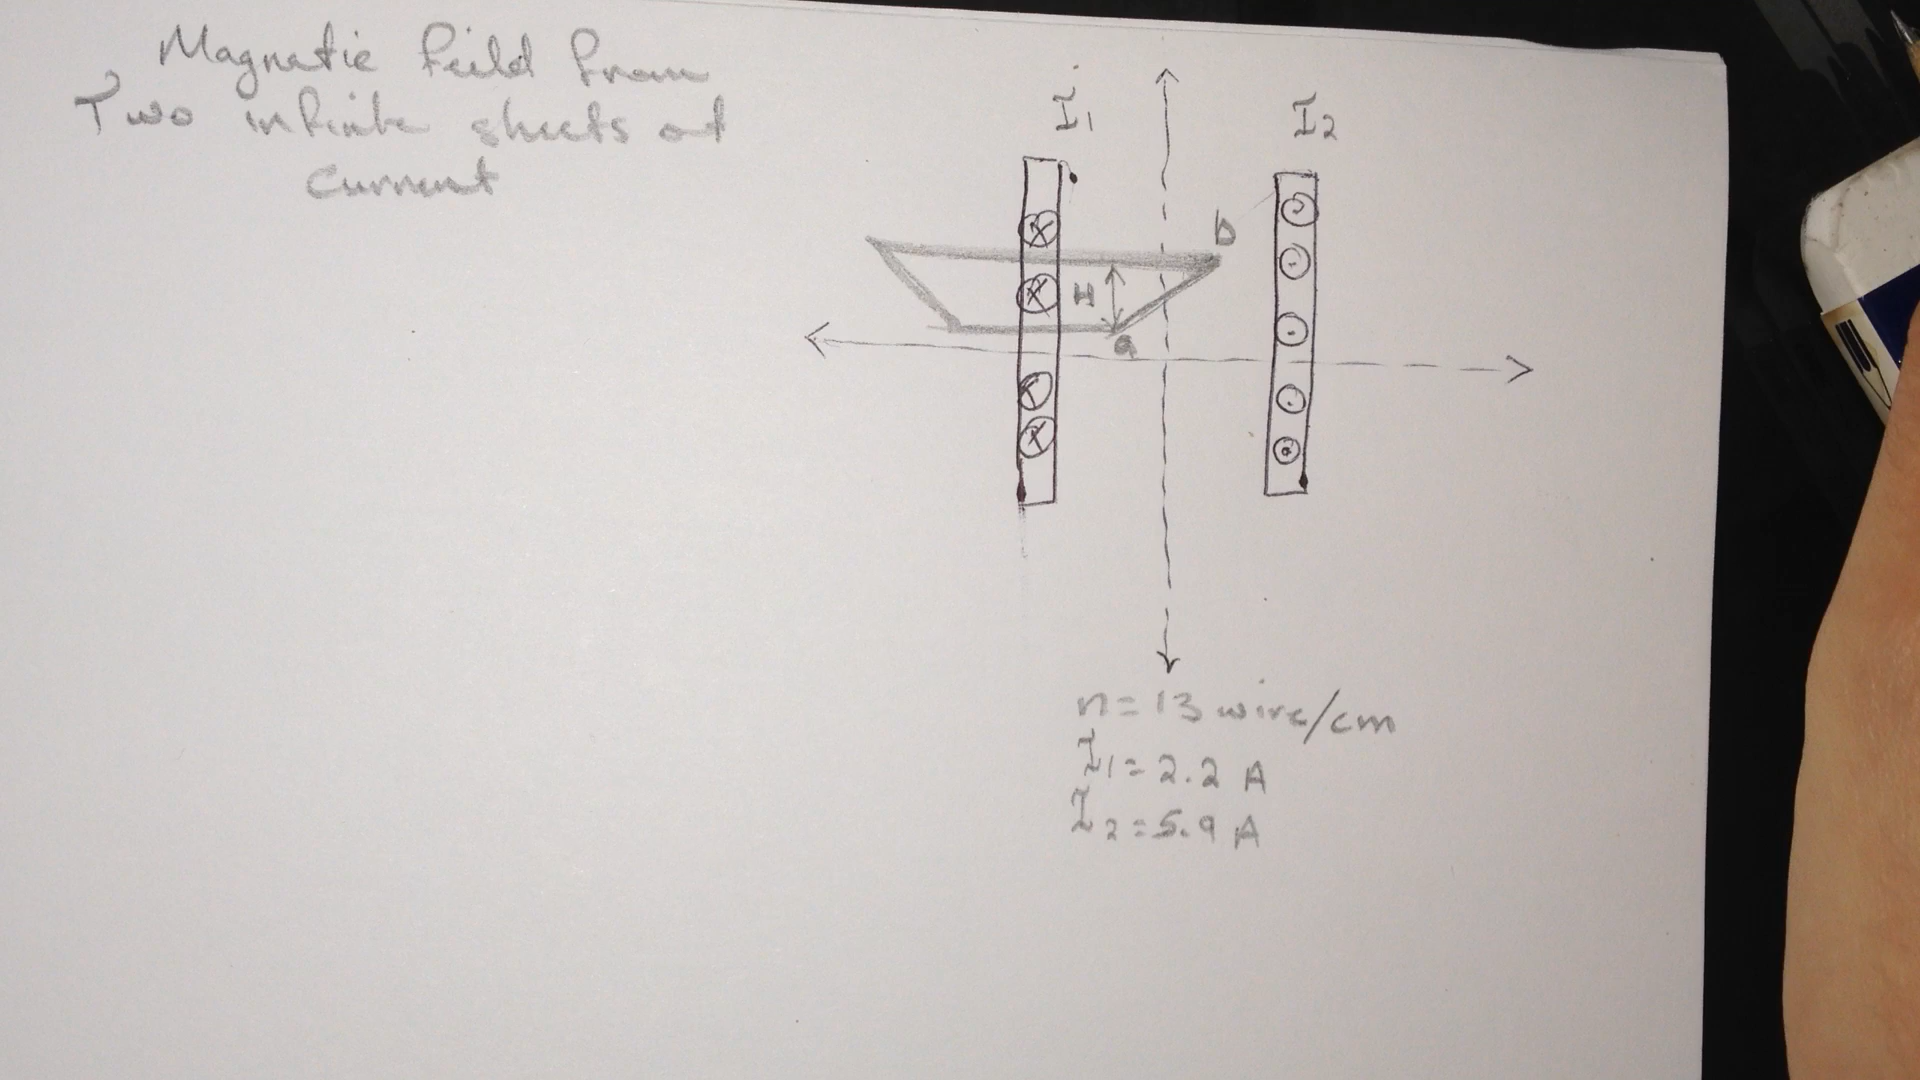 Magnetic field from
Two infinite sheets of
current
I1
I2
b
H
a
n = 13 wire/cm
I1 = 2.2 A
I2 = 5.9 A